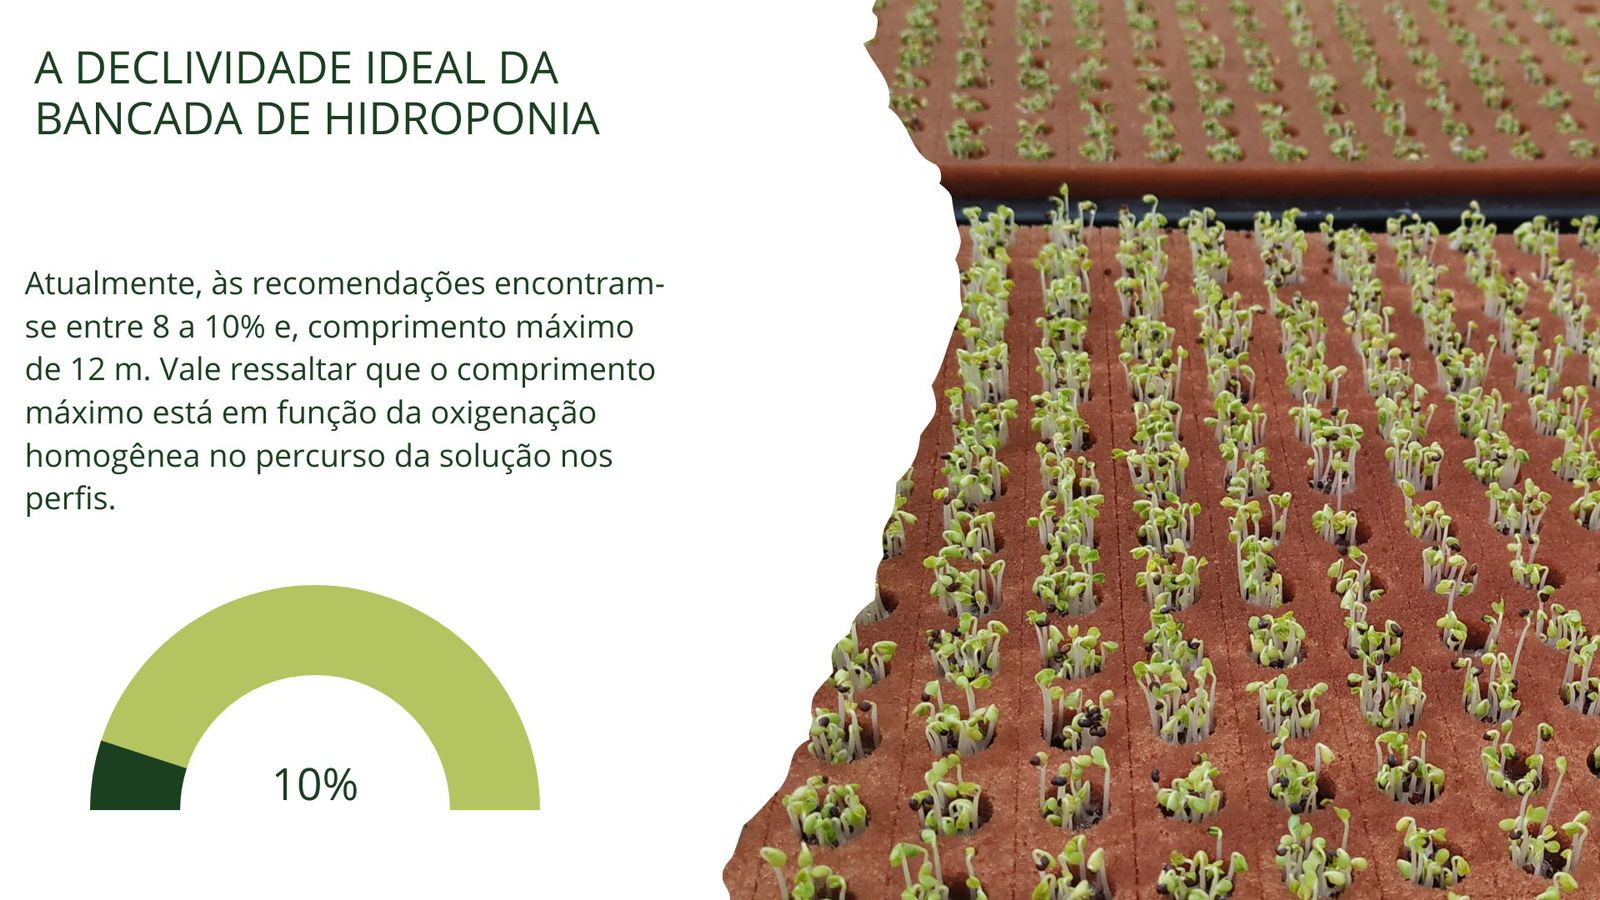 A DECLIVIDADE IDEAL DA
BANCADA DE HIDROPONIA
Atualmente, às recomendações encontram-
se entre 8 a 10% e, comprimento máximo
de 12 m. Vale ressaltar que o comprimento
máximo está em função da oxigenação
homogênea no percurso da solução nos
perfis.
10%